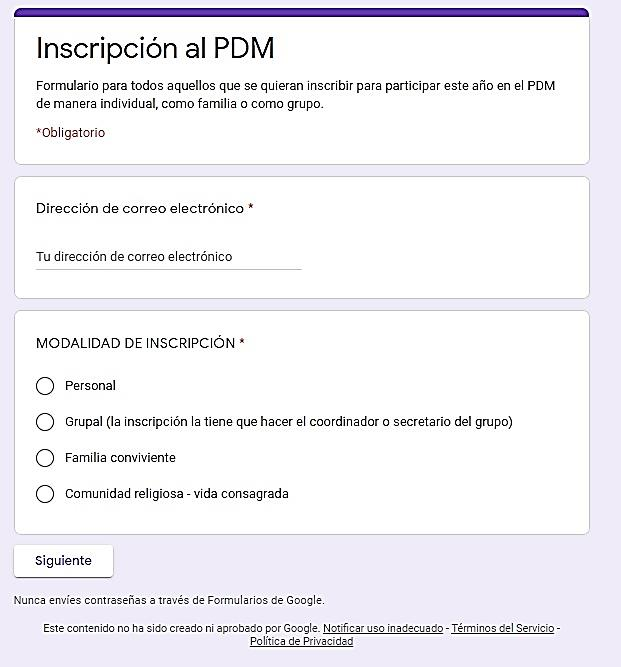 Inscripción al PDM
Formulario para todos aquellos que se quieran inscribir para participar este año en el PDM
de manera individual, como familia o como grupo.
*Obligatorio
Dirección de correo electrónico *
Tu dirección de correo electrónico
MODALIDAD DE INSCRIPCIÓN *
Personal
Grupal (la inscripción la tiene que hacer el coordinador o secretario del grupo)
Familia conviviente
Comunidad religiosa - vida consagrada
Siguiente
Nunca envíes contraseñas a través de Formularios de Google.
Este contenido no ha sido creado ni aprobado por Google. Notificar uso inadecuado - Términos del Servicio -
Política de Privacidad